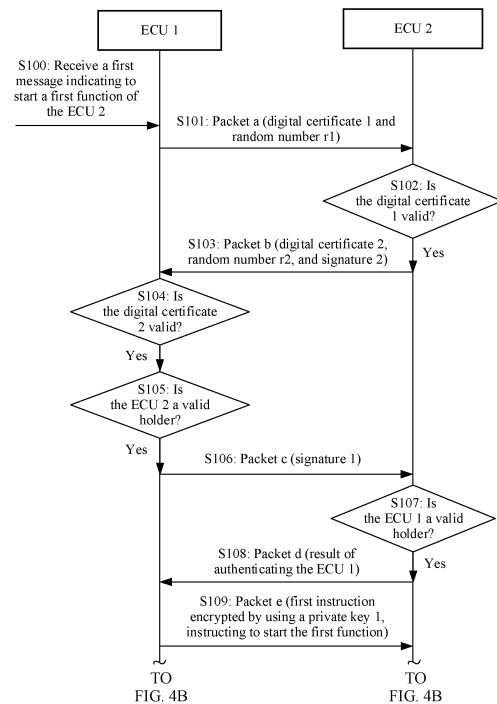 ECU 1
ECU 2
S100: Receive a first
message indicating to
start a first function of
the ECU 2
S101: Packet a (digital certificate 1 and
random number r1)
S102: Is
the digital certificate
1 valid?
Yes
S103: Packet b (digital certificate 2,
random number r2, and signature 2)
S104: Is
the digital certificate
2 valid?
Yes
S105: Is
the ECU 2 a valid
holder?
Yes
S106: Packet c (signature 1)
S107: Is
the ECU 1 a valid
holder?
Yes
S108: Packet d (result of
authenticating the ECU 1)
S109: Packet e (first instruction
encrypted by using a private key 1,
instructing to start the first function)
TO
FIG. 4B
TO
FIG. 4B